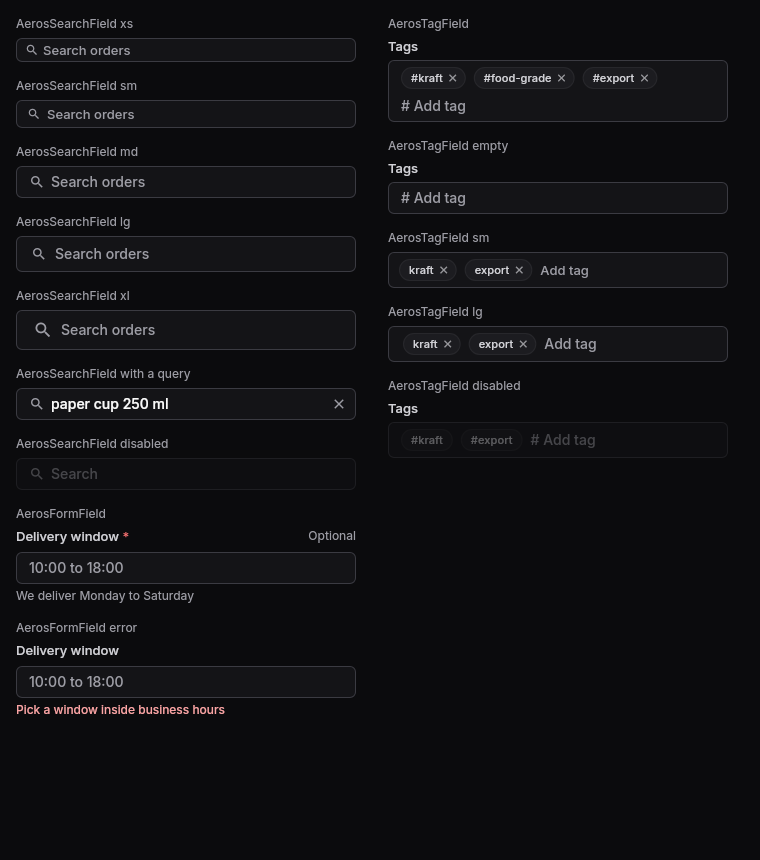 AerosSearchField xs
Search orders
AerosSearchField sm
Search orders
AerosSearchField md
Search orders
AerosSearchField lg
Search orders
AerosSearchField xl
Search orders
AerosSearchField with a query
paper cup 250 ml
AerosSearchField disabled
Search
AerosFormField
Delivery window * Optional
10:00 to 18:00
We deliver Monday to Saturday
AerosFormField error
Delivery window
10:00 to 18:00
Pick a window inside business hours
AerosTagField
Tags
#kraft #food-grade #export
# Add tag
AerosTagField empty
Tags
# Add tag
AerosTagField sm
kraft export Add tag
AerosTagField lg
kraft export Add tag
AerosTagField disabled
Tags
#kraft #export # Add tag